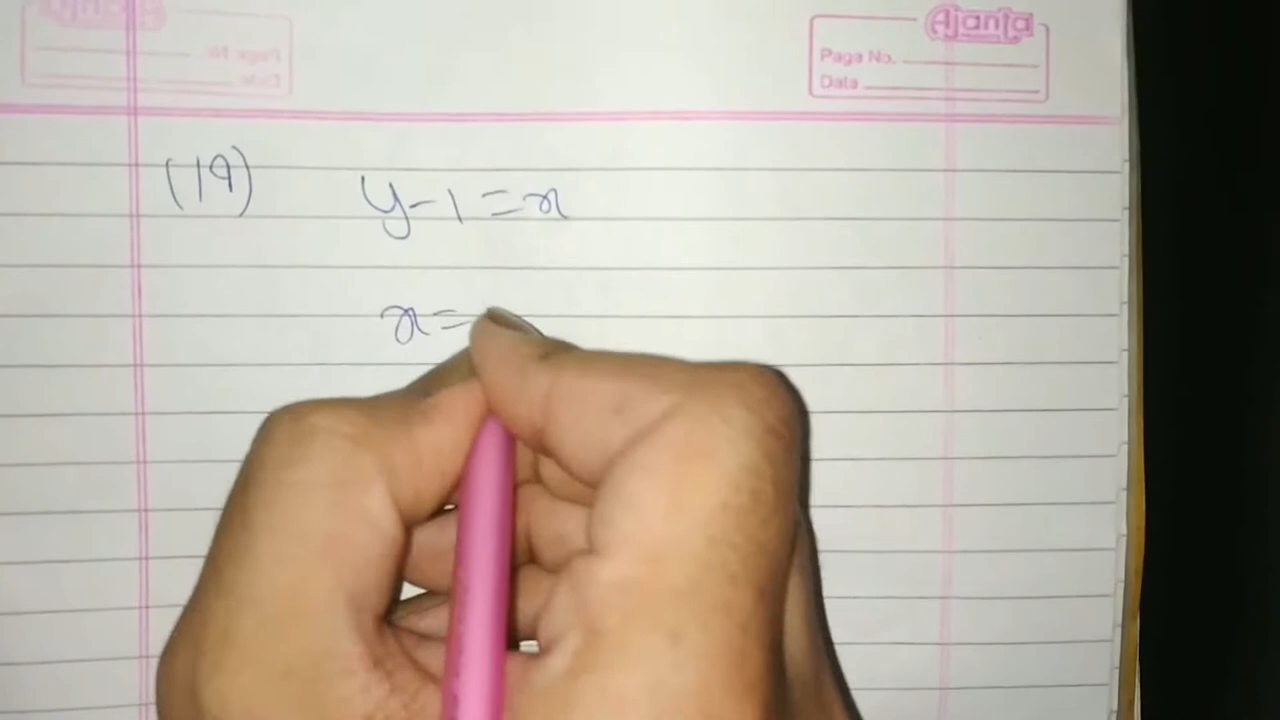 Ajanta
Page No.
Date
(19) y-1=x
x=